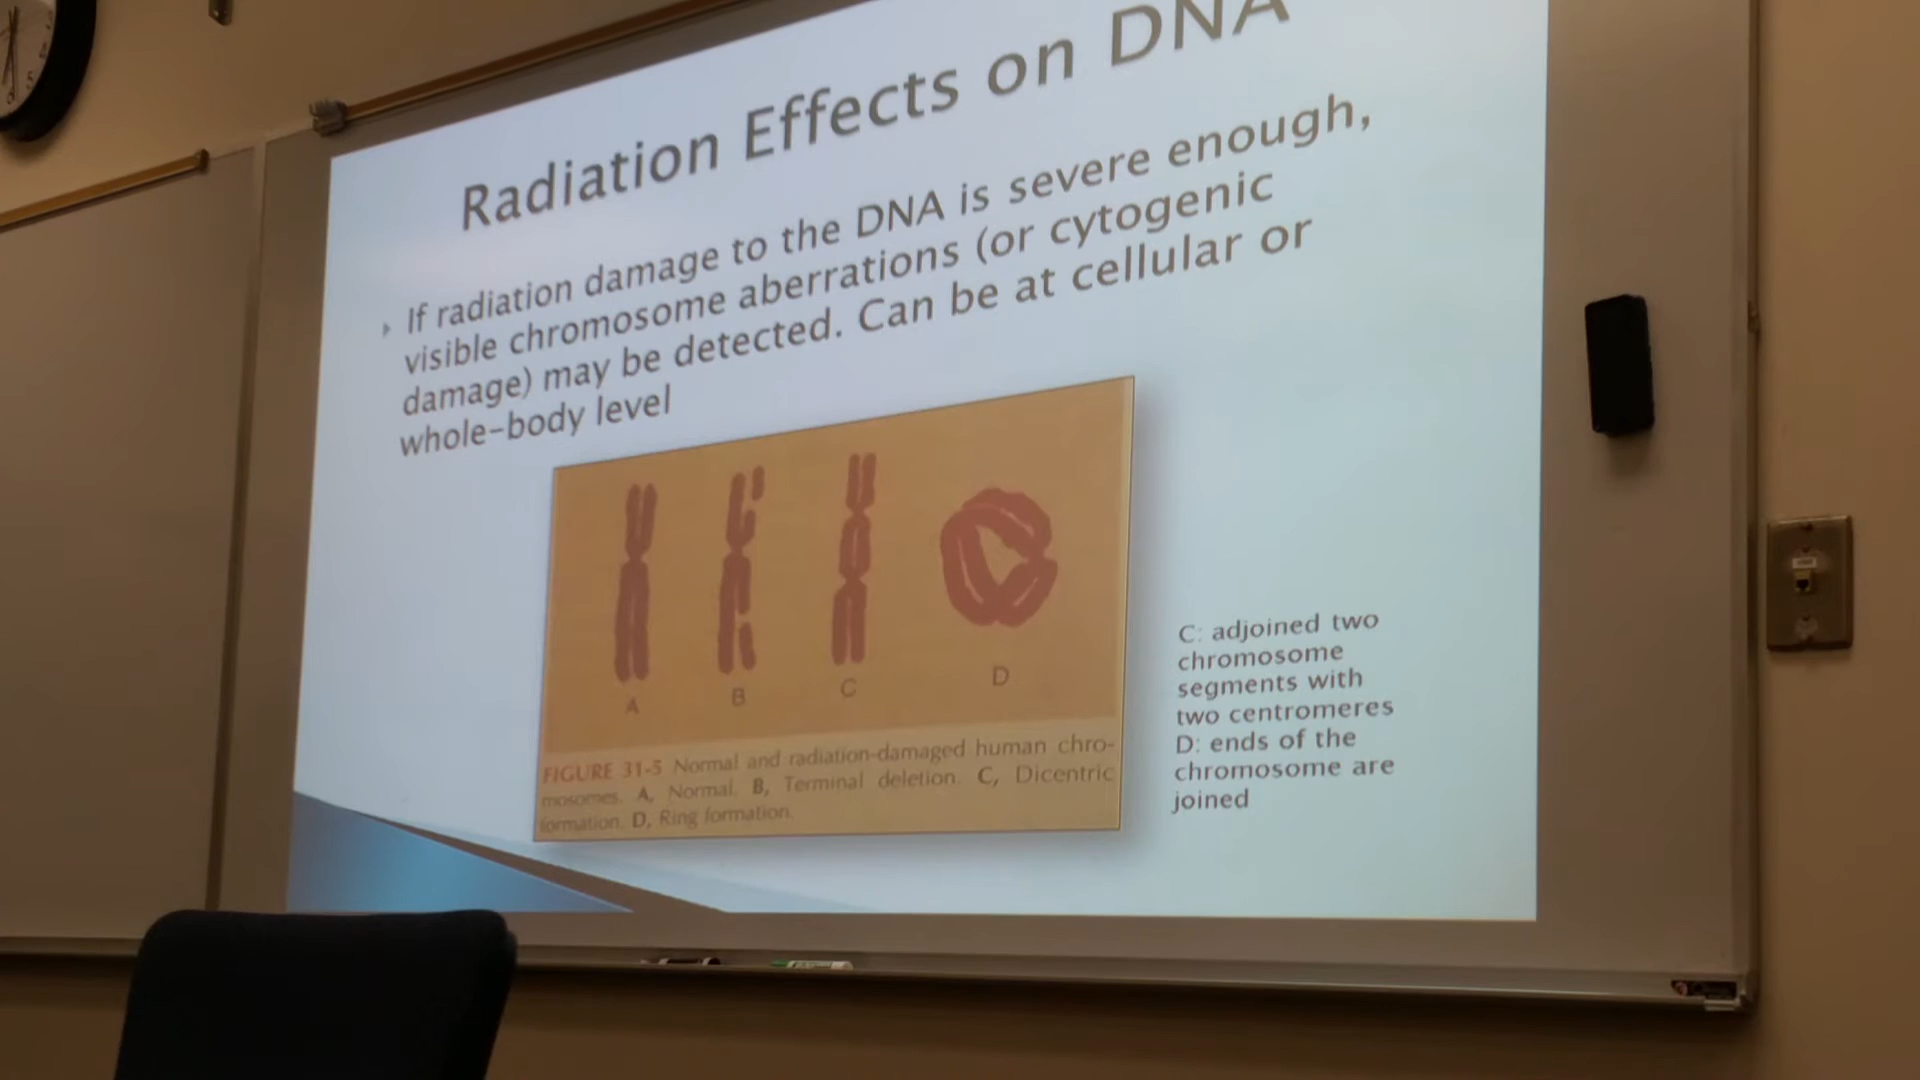 Radiation Effects on DNA
If radiation damage to the DNA is severe enough,
visible chromosome aberrations (or cytogenic
damage) may be detected. Can be at cellular or
whole-body level
A
B
C
D
FIGURE 31-5 Normal and radiation-damaged human chro-
mosomes. A, Normal. B, Terminal deletion. C, Dicentric
formation. D, Ring formation.
C: adjoined two
chromosome
segments with
two centromeres
D: ends of the
chromosome are
joined